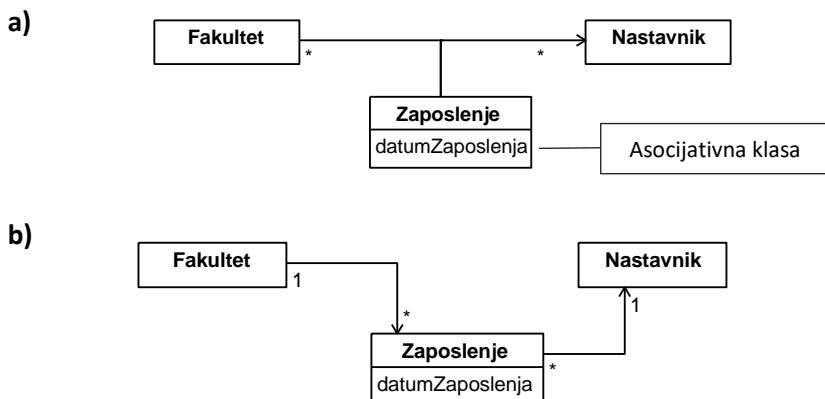 a)
Fakultet
Nastavnik
* *
Zaposlenje
datumZaposlenja
Asocijativna klasa
b)
Fakultet
Nastavnik
1
1
*
Zaposlenje
*
datumZaposlenja